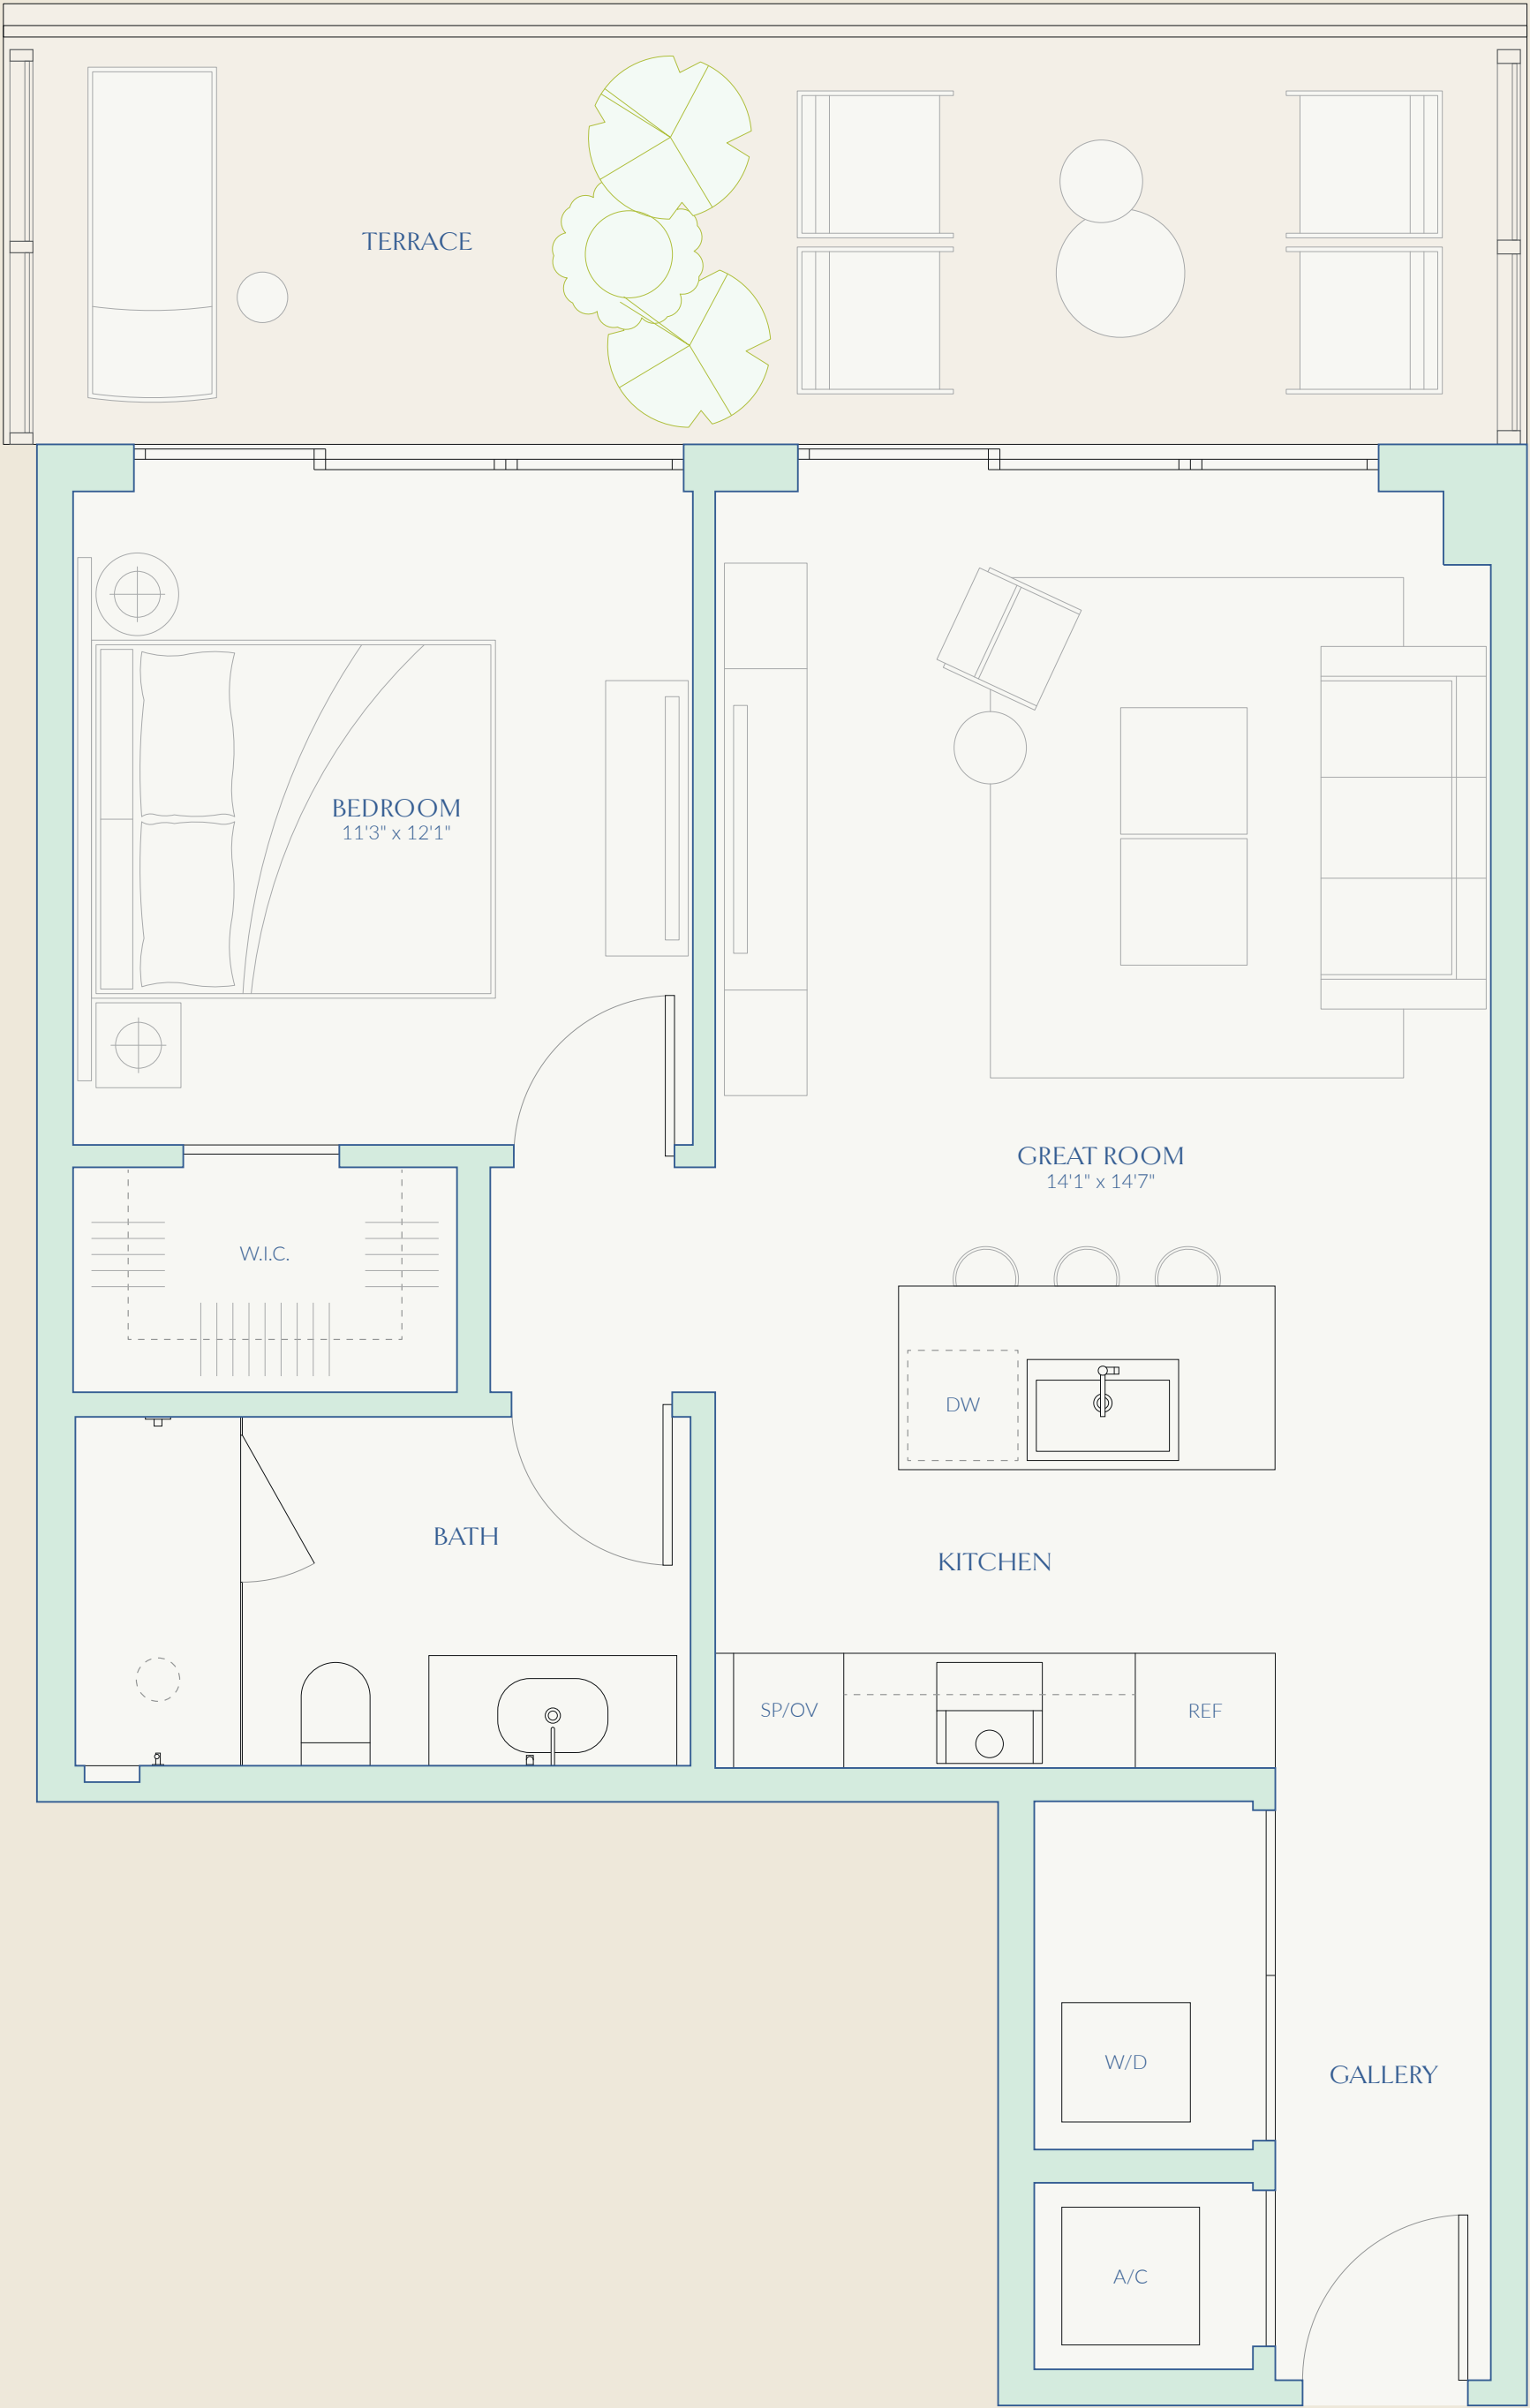 TERRACE
BEDROOM
11'3" x 12'1"
GREAT ROOM
14'1" x 14'7"
W.I.C.
DW
BATH
KITCHEN
SP/OV
REF
W/D
GALLERY
A/C